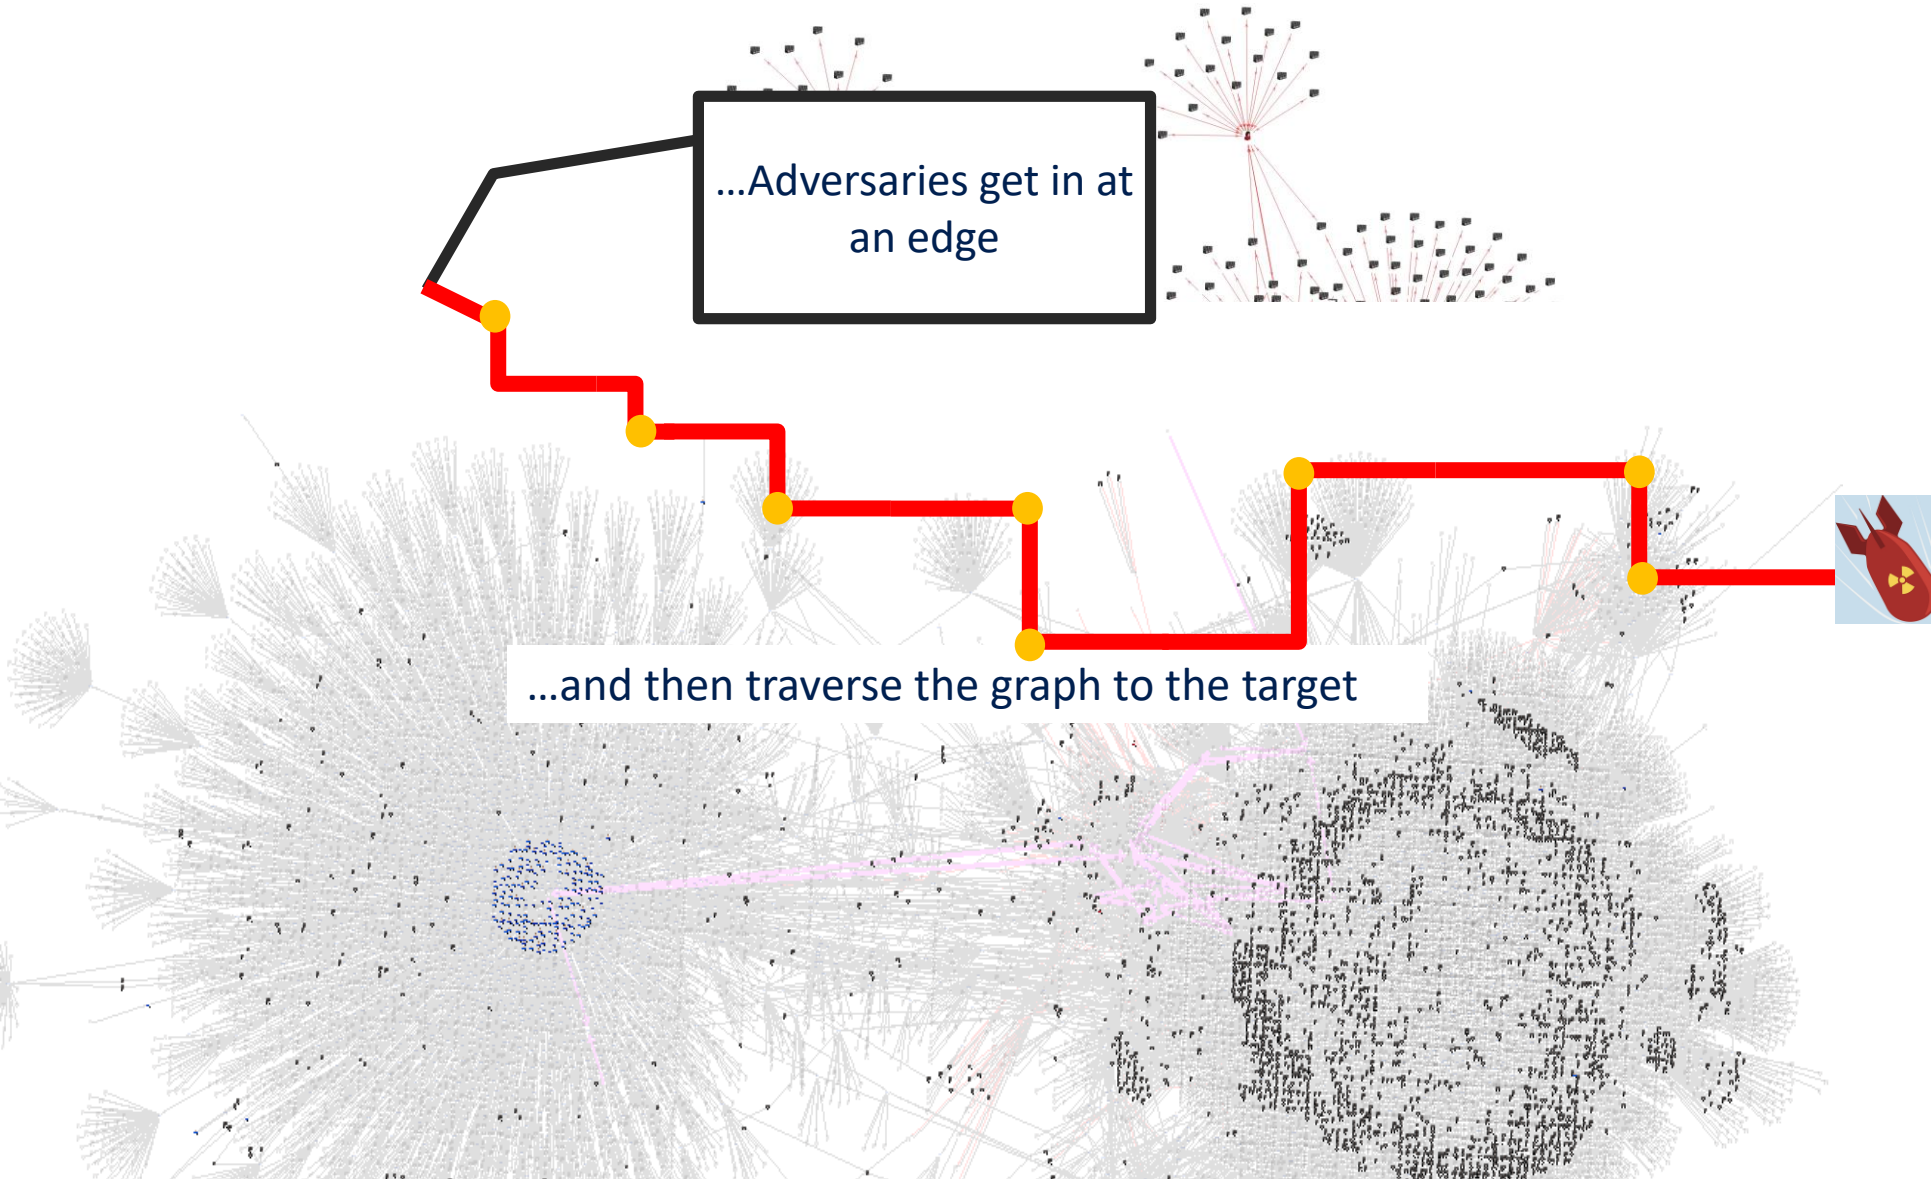 ...Adversaries get in at
an edge
...and then traverse the graph to the target